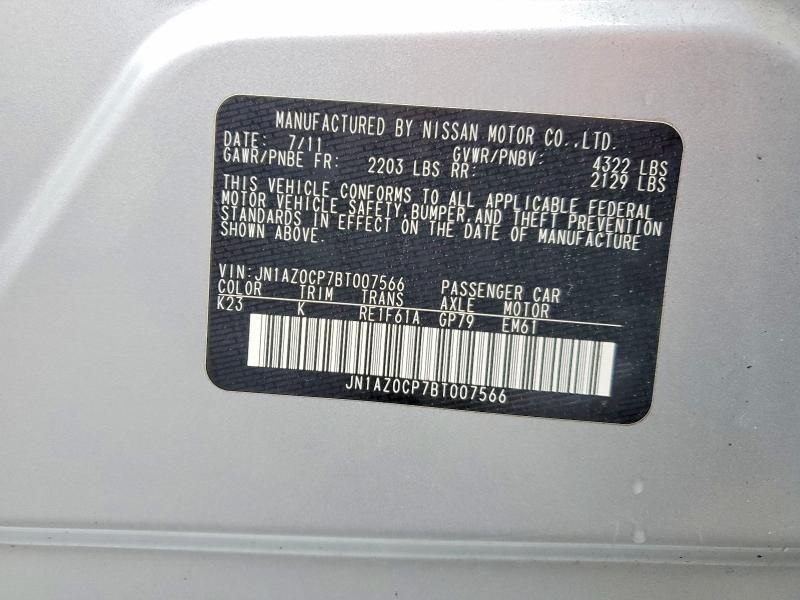 MANUFACTURED BY NISSAN MOTOR CO.,LTD.
DATE: 7/11 GVWR/PNBV: 4322 LBS
GAWR/PNBE FR: 2203 LBS RR: 2129 LBS
THIS VEHICLE CONFORMS TO ALL APPLICABLE FEDERAL
MOTOR VEHICLE SAFETY,BUMPER,AND THEFT PREVENTION
STANDARDS IN EFFECT ON THE DATE OF MANUFACTURE
SHOWN ABOVE.
VIN:JN1AZ0CP7BT007566 PASSENGER CAR
COLOR TRIM TRANS AXLE MOTOR
K23 K RE1F61A GP79 EM61
JN1AZ0CP7BT007566